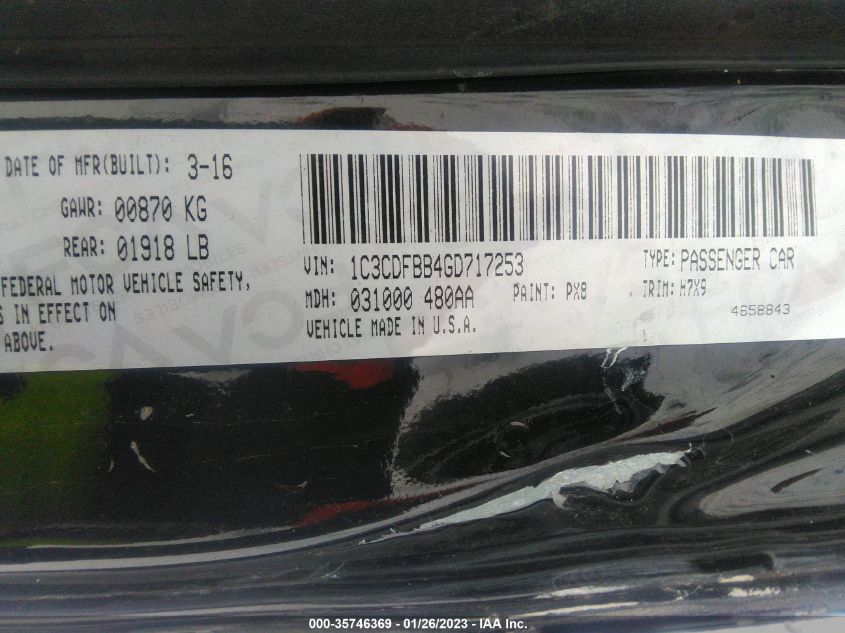 DATE OF MFR(BUILT): 3-16
GAWR: 00870 KG
REAR: 01918 LB
FEDERAL MOTOR VEHICLE SAFETY,
S IN EFFECT ON
ABOVE.
VIN: 1C3CDFBB4GD717253 TYPE: PASSENGER CAR
MDH: 031000 480AA PAINT: PX8 TRIM: H7X9
VEHICLE MADE IN U.S.A. 4658843
000-35746369 - 01/26/2023 - IAA Inc.